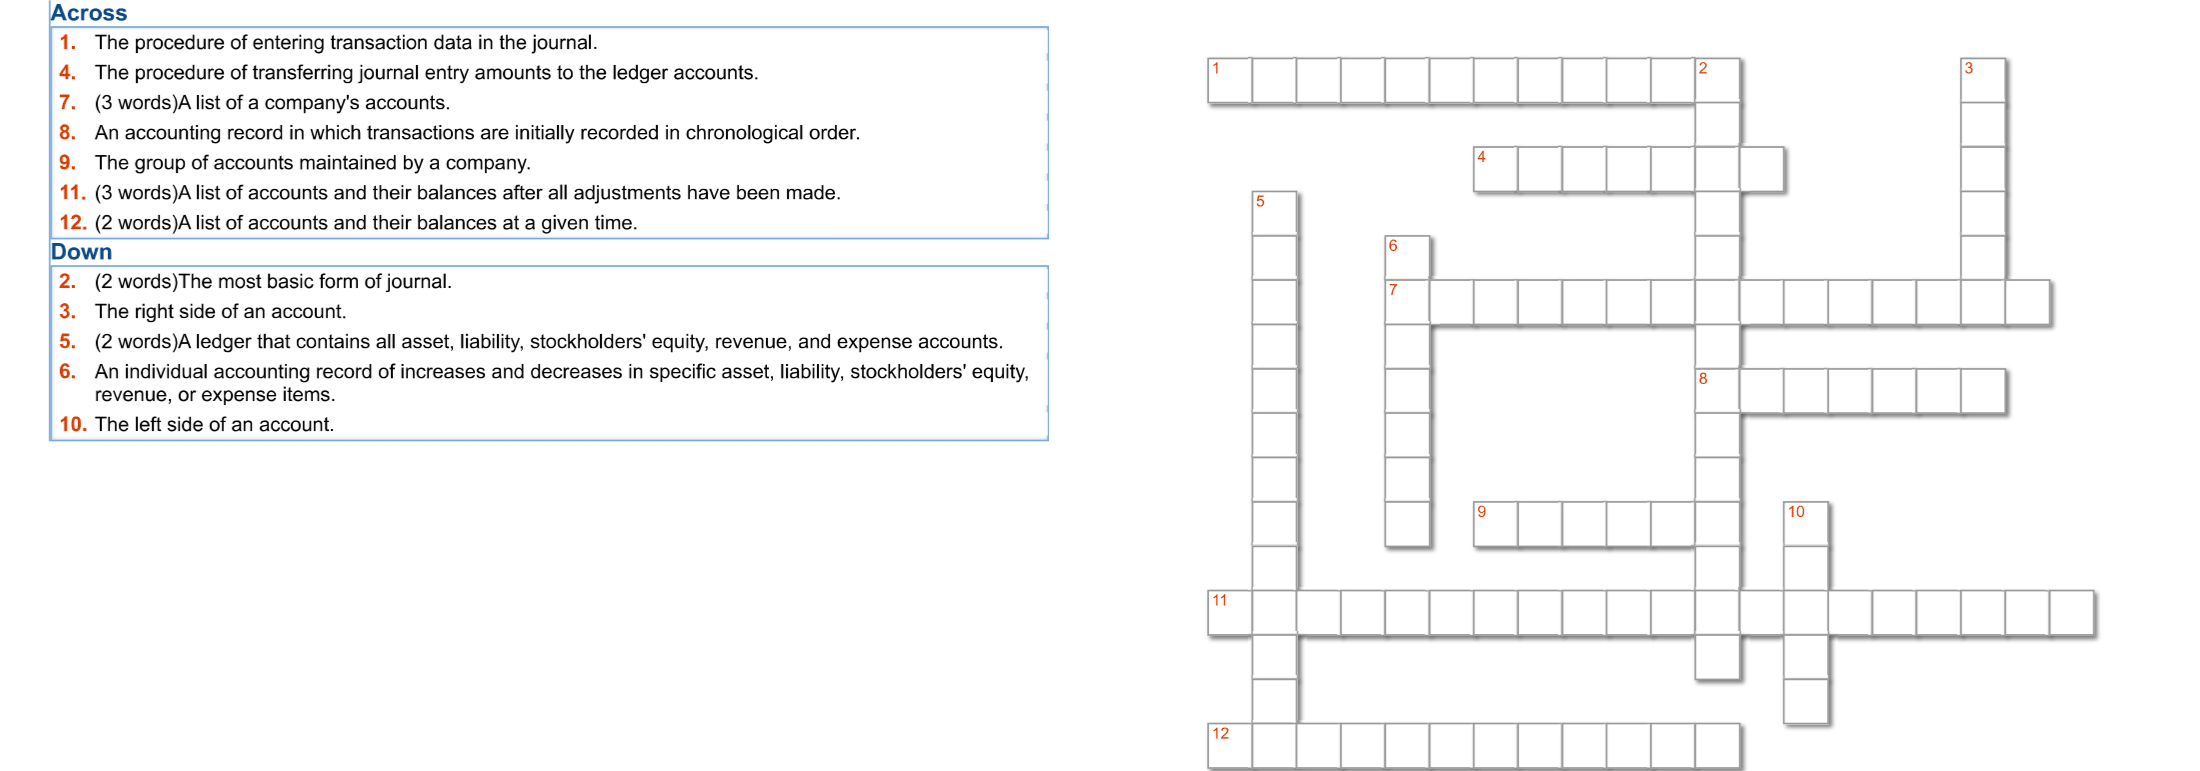 Across
1. The procedure of entering transaction data in the journal.
4. The procedure of transferring journal entry amounts to the ledger accounts.
7. (3 words)A list of a company's accounts.
8. An accounting record in which transactions are initially recorded in chronological order.
9. The group of accounts maintained by a company.
11. (3 words)A list of accounts and their balances after all adjustments have been made.
12. (2 words)A list of accounts and their balances at a given time.
Down
2. (2 words)The most basic form of journal.
3. The right side of an account.
5. (2 words)A ledger that contains all asset, liability, stockholders' equity, revenue, and expense accounts.
6. An individual accounting record of increases and decreases in specific asset, liability, stockholders' equity,
revenue, or expense items.
10. The left side of an account.
1 2 3
4
5
6
7
8
9 10
11
12